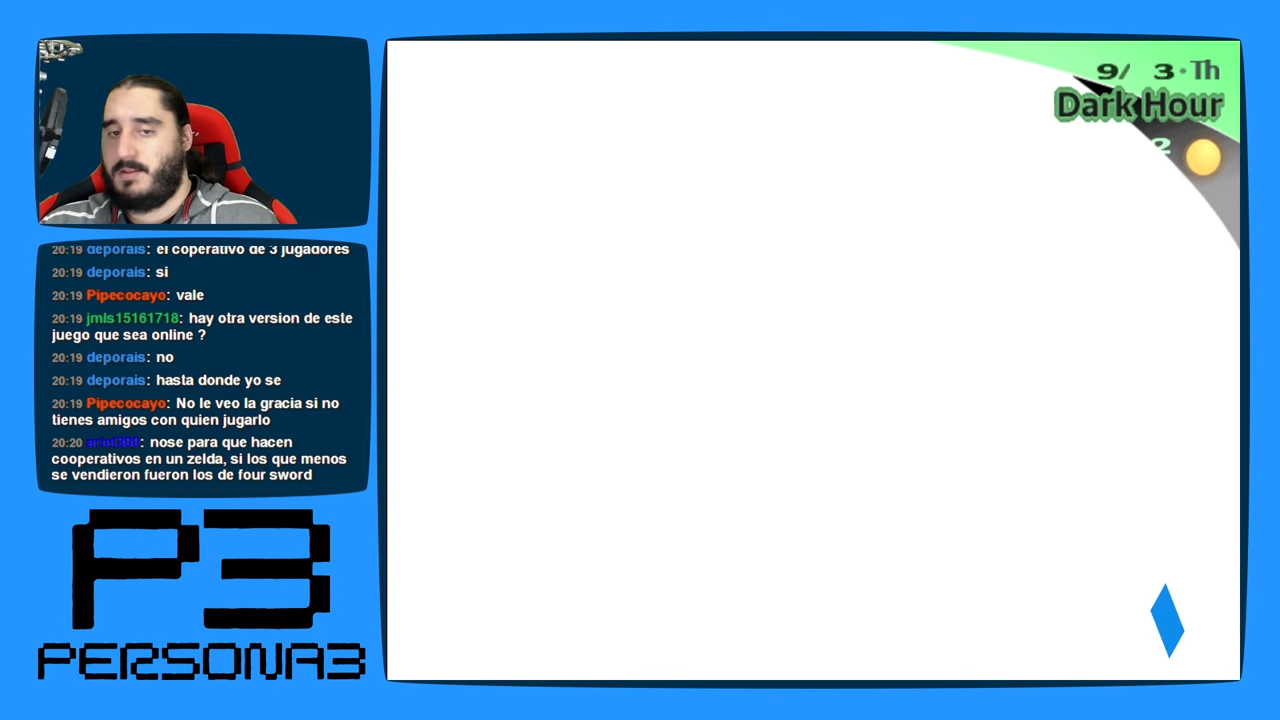 20:19 deporais: el coperativo de 3 jugadores
20:19 deporais: si
20:19 Pipecocayo: vale
20:19 jmls15161718: hay otra version de este
juego que sea online ?
20:19 deporais: no
20:19 deporais: hasta donde yo se
20:19 Pipecocayo: No le veo la gracia si no
tienes amigos con quien jugarlo
20:20 : nose para que hacen
cooperativos en un zelda, si los que menos
se vendieron fueron los de four sword
P3
PERSONA3
9/ 3·Th
Dark Hour
2